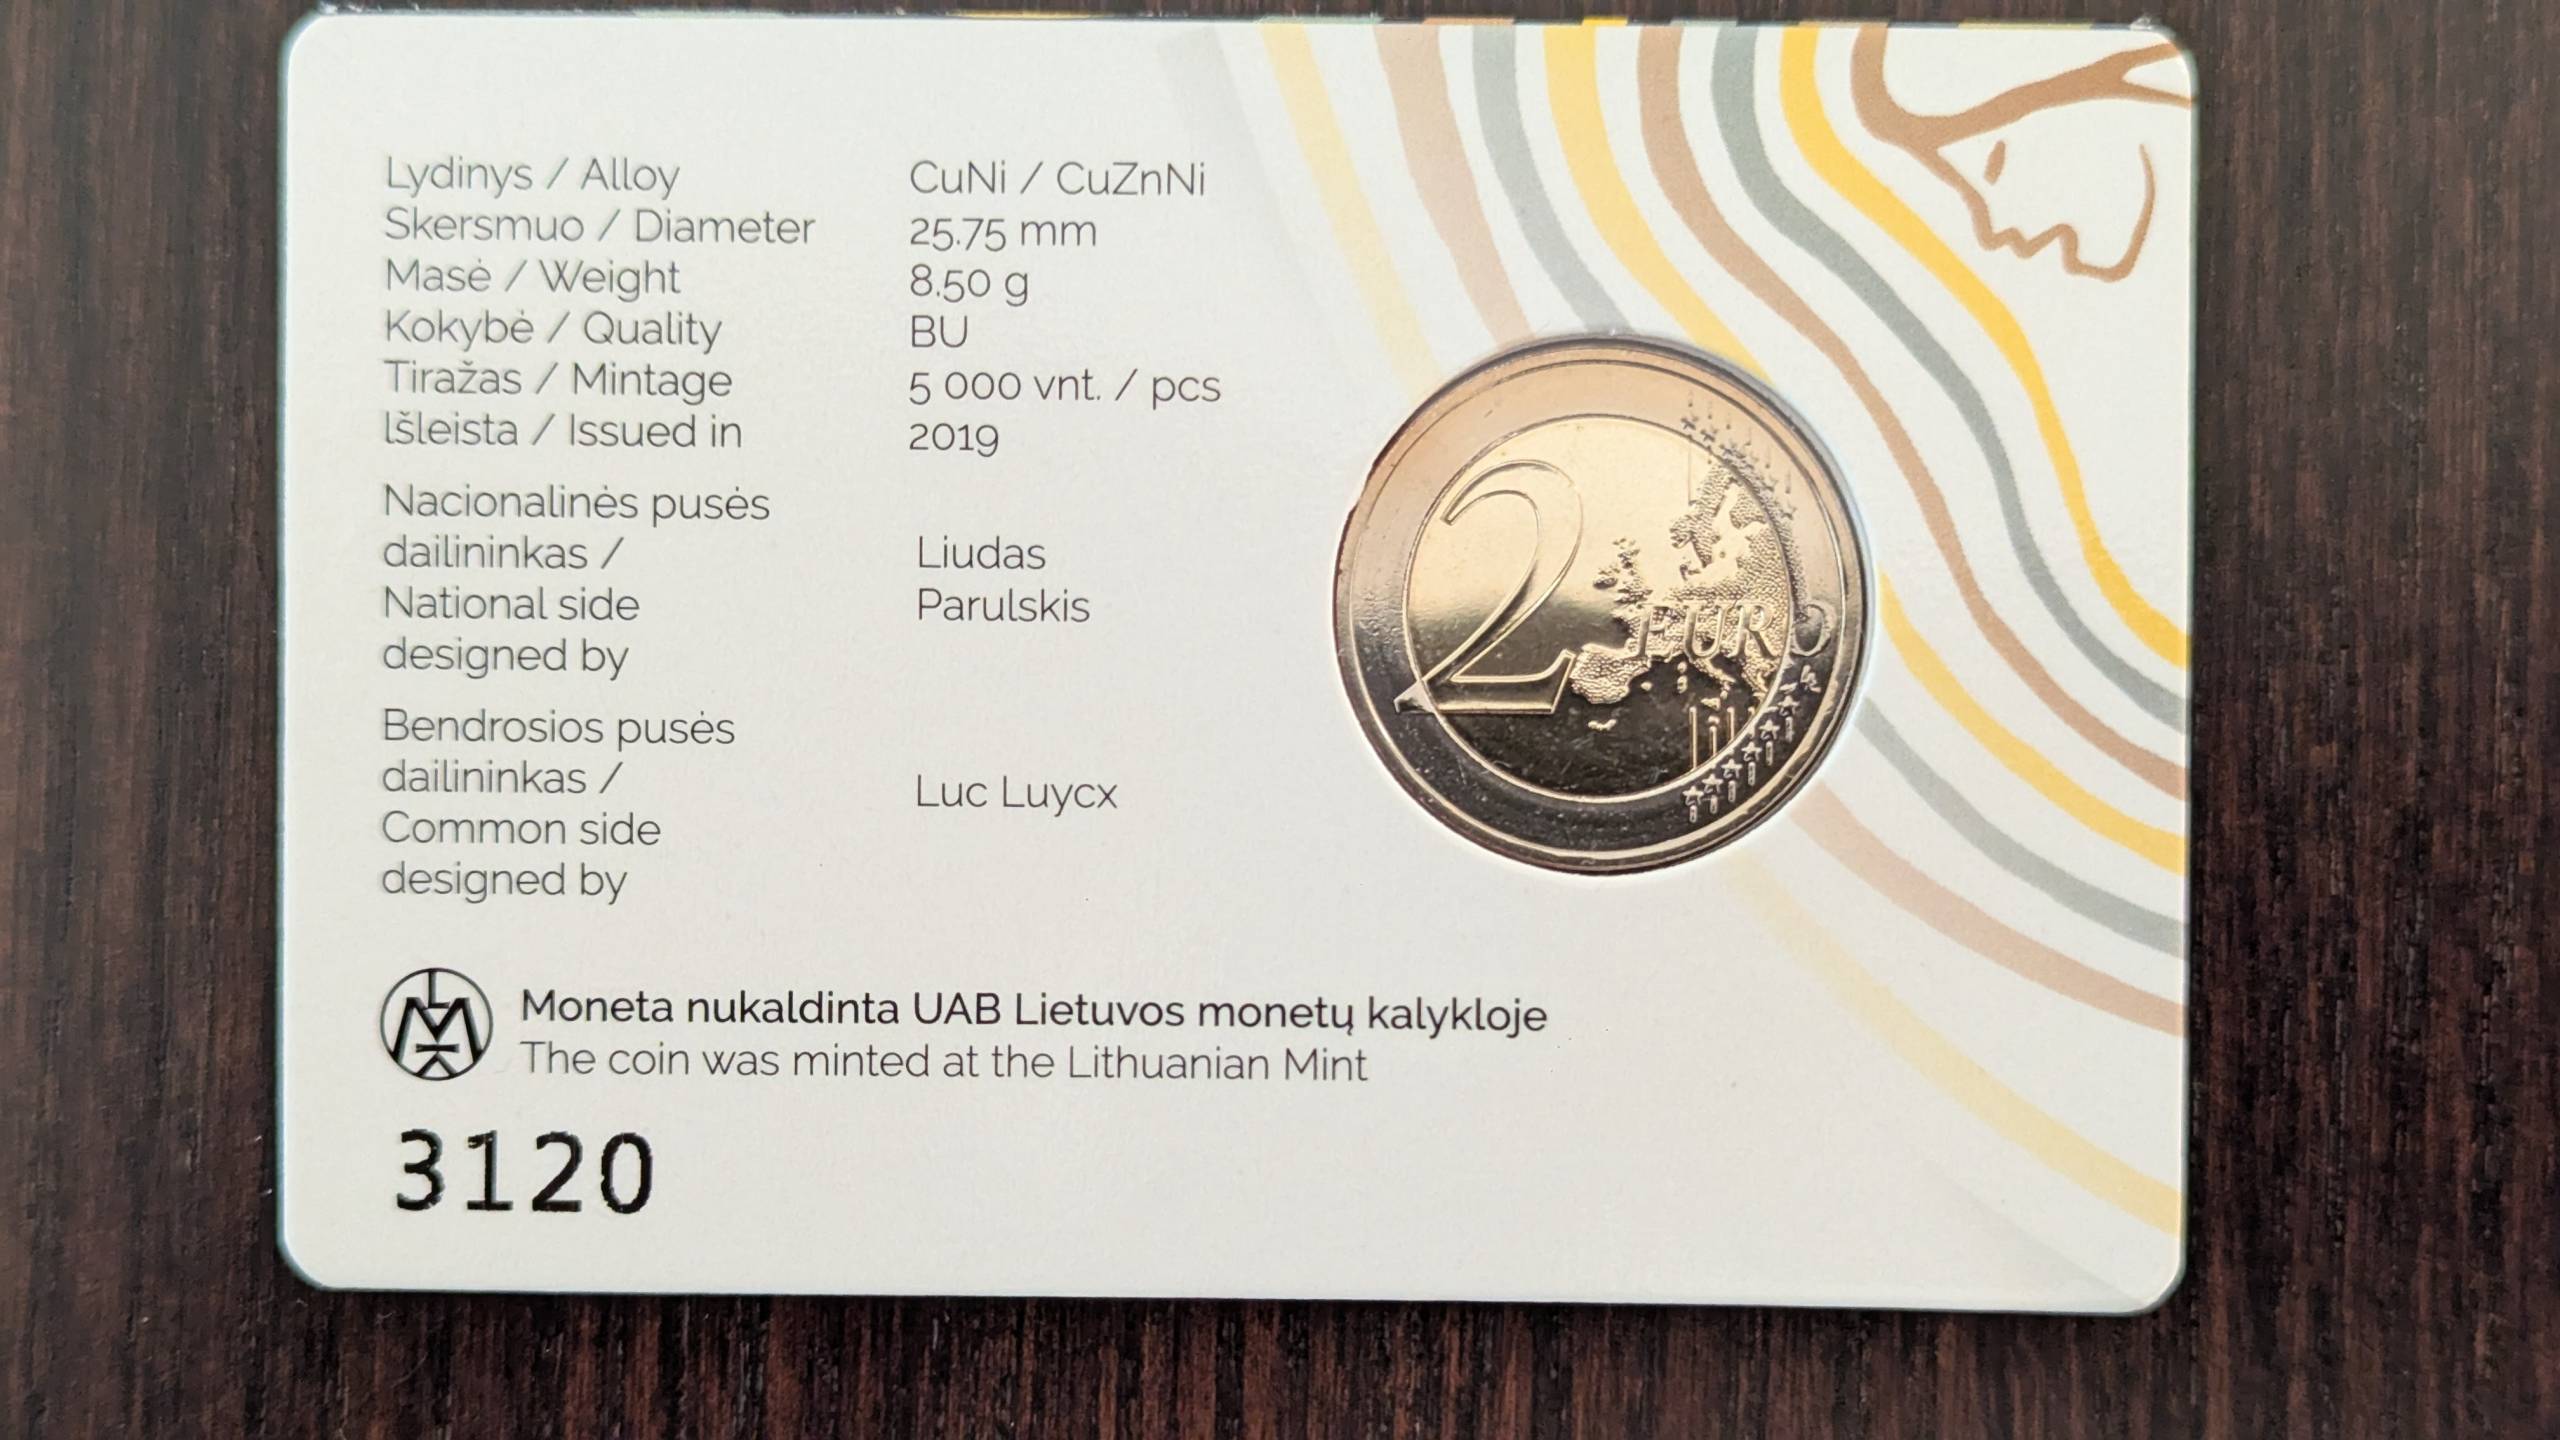 Lydinys / Alloy CuNi / CuZnNi
Skersmuo / Diameter 25.75 mm
Masė / Weight 8.50 g
Kokybė / Quality BU
Tiražas / Mintage 5 000 vnt. / pcs
Išleista / Issued in 2019
Nacionalinės pusės
dailininkas / Liudas
National side Parulskis
designed by
Bendrosios pusės
dailininkas / Luc Luycx
Common side
designed by
2 EURO
LL
LMK
Moneta nukaldinta UAB Lietuvos monetų kalykloje
The coin was minted at the Lithuanian Mint
3120